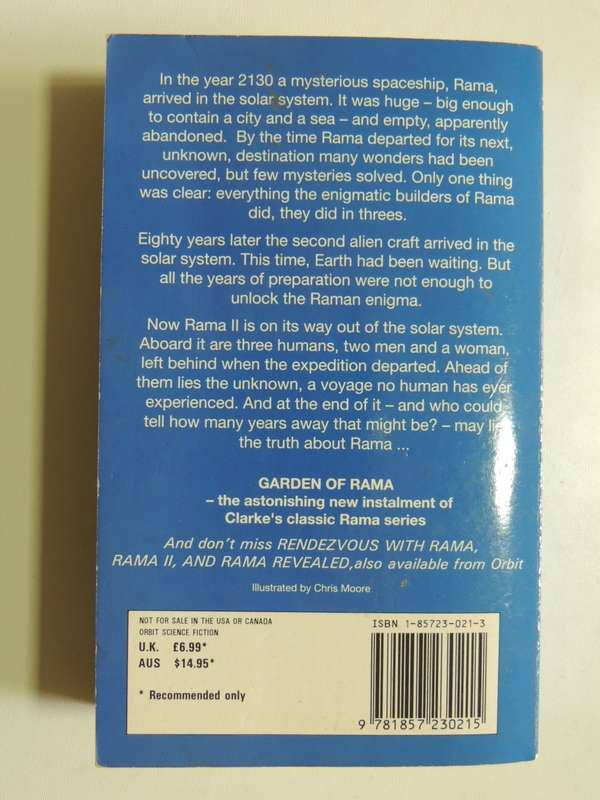 In the year 2130 a mysterious spaceship, Rama,
arrived in the solar system. It was huge – big enough
to contain a city and a sea – and empty, apparently
abandoned. By the time Rama departed for its next,
unknown, destination many wonders had been
uncovered, but few mysteries solved. Only one thing
was clear: everything the enigmatic builders of Rama
did, they did in threes.
Eighty years later the second alien craft arrived in the
solar system. This time, Earth had been waiting. But
all the years of preparation were not enough to
unlock the Raman enigma.
Now Rama II is on its way out of the solar system.
Aboard it are three humans, two men and a woman,
left behind when the expedition departed. Ahead of
them lies the unknown, a voyage no human has ever
experienced. And at the end of it – and who could
tell how many years away that might be? – may lie
the truth about Rama ...
GARDEN OF RAMA
– the astonishing new instalment of
Clarke's classic Rama series
And don't miss RENDEZVOUS WITH RAMA,
RAMA II, AND RAMA REVEALED,also available from Orbit
Illustrated by Chris Moore
NOT FOR SALE IN THE USA OR CANADA
ORBIT SCIENCE FICTION
U.K. £6.99*
AUS $14.95*
* Recommended only
ISBN 1-85723-021-3
9 781857 230215